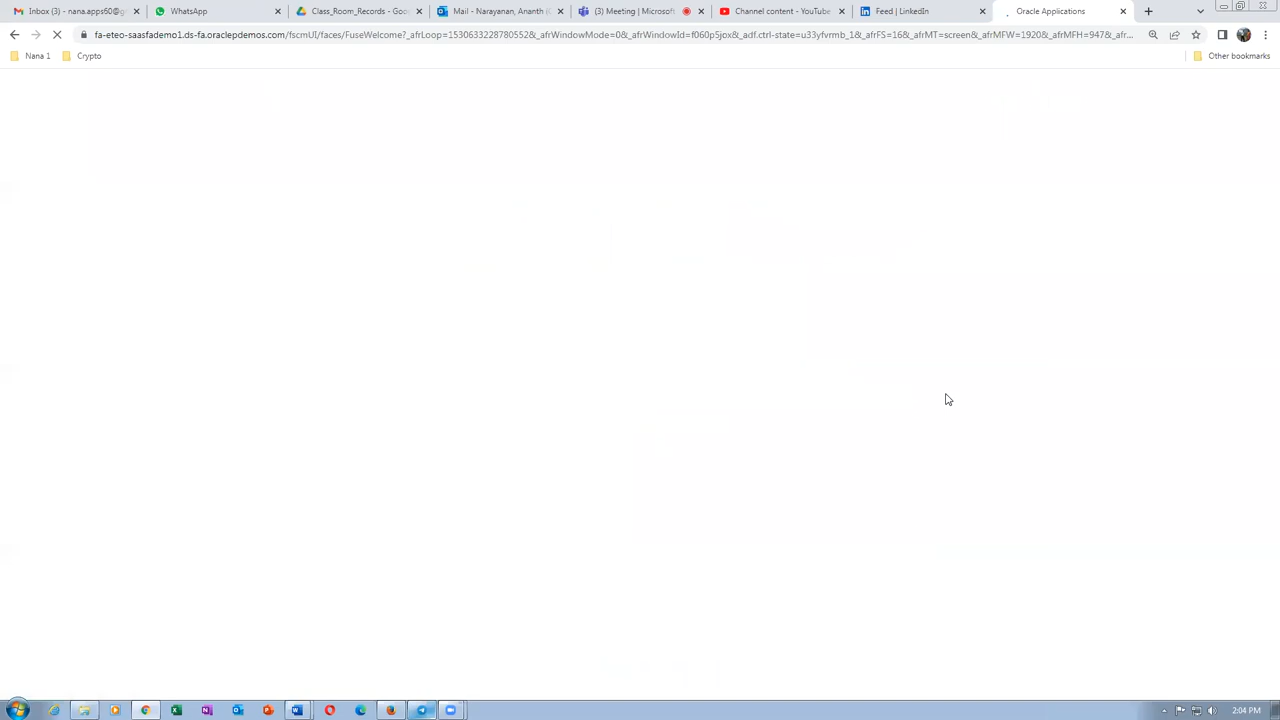 Inbox (3) - nana.apps60@g
WhatsApp
Class_Room_Records - Goo
Mail - Narayanan, Ananth (
(3) Meeting | Microsoft
Channel content - YouTube
Feed | LinkedIn
Oracle Applications
fa-eteo-saasfademo1.ds-fa.oraclepdemos.com/fscmUI/faces/FuseWelcome?_afrLoop=15306332287805528&_afrWindowMode=0&_afrWindowId=f060p5jox&_adf.ctrl-state=u33yfvrmb_1&_afrFS=16&_afrMT=screen&_afrMFW=1920&_afrMFH=947&_afr...
Nana 1
Crypto
Other bookmarks
2:04 PM